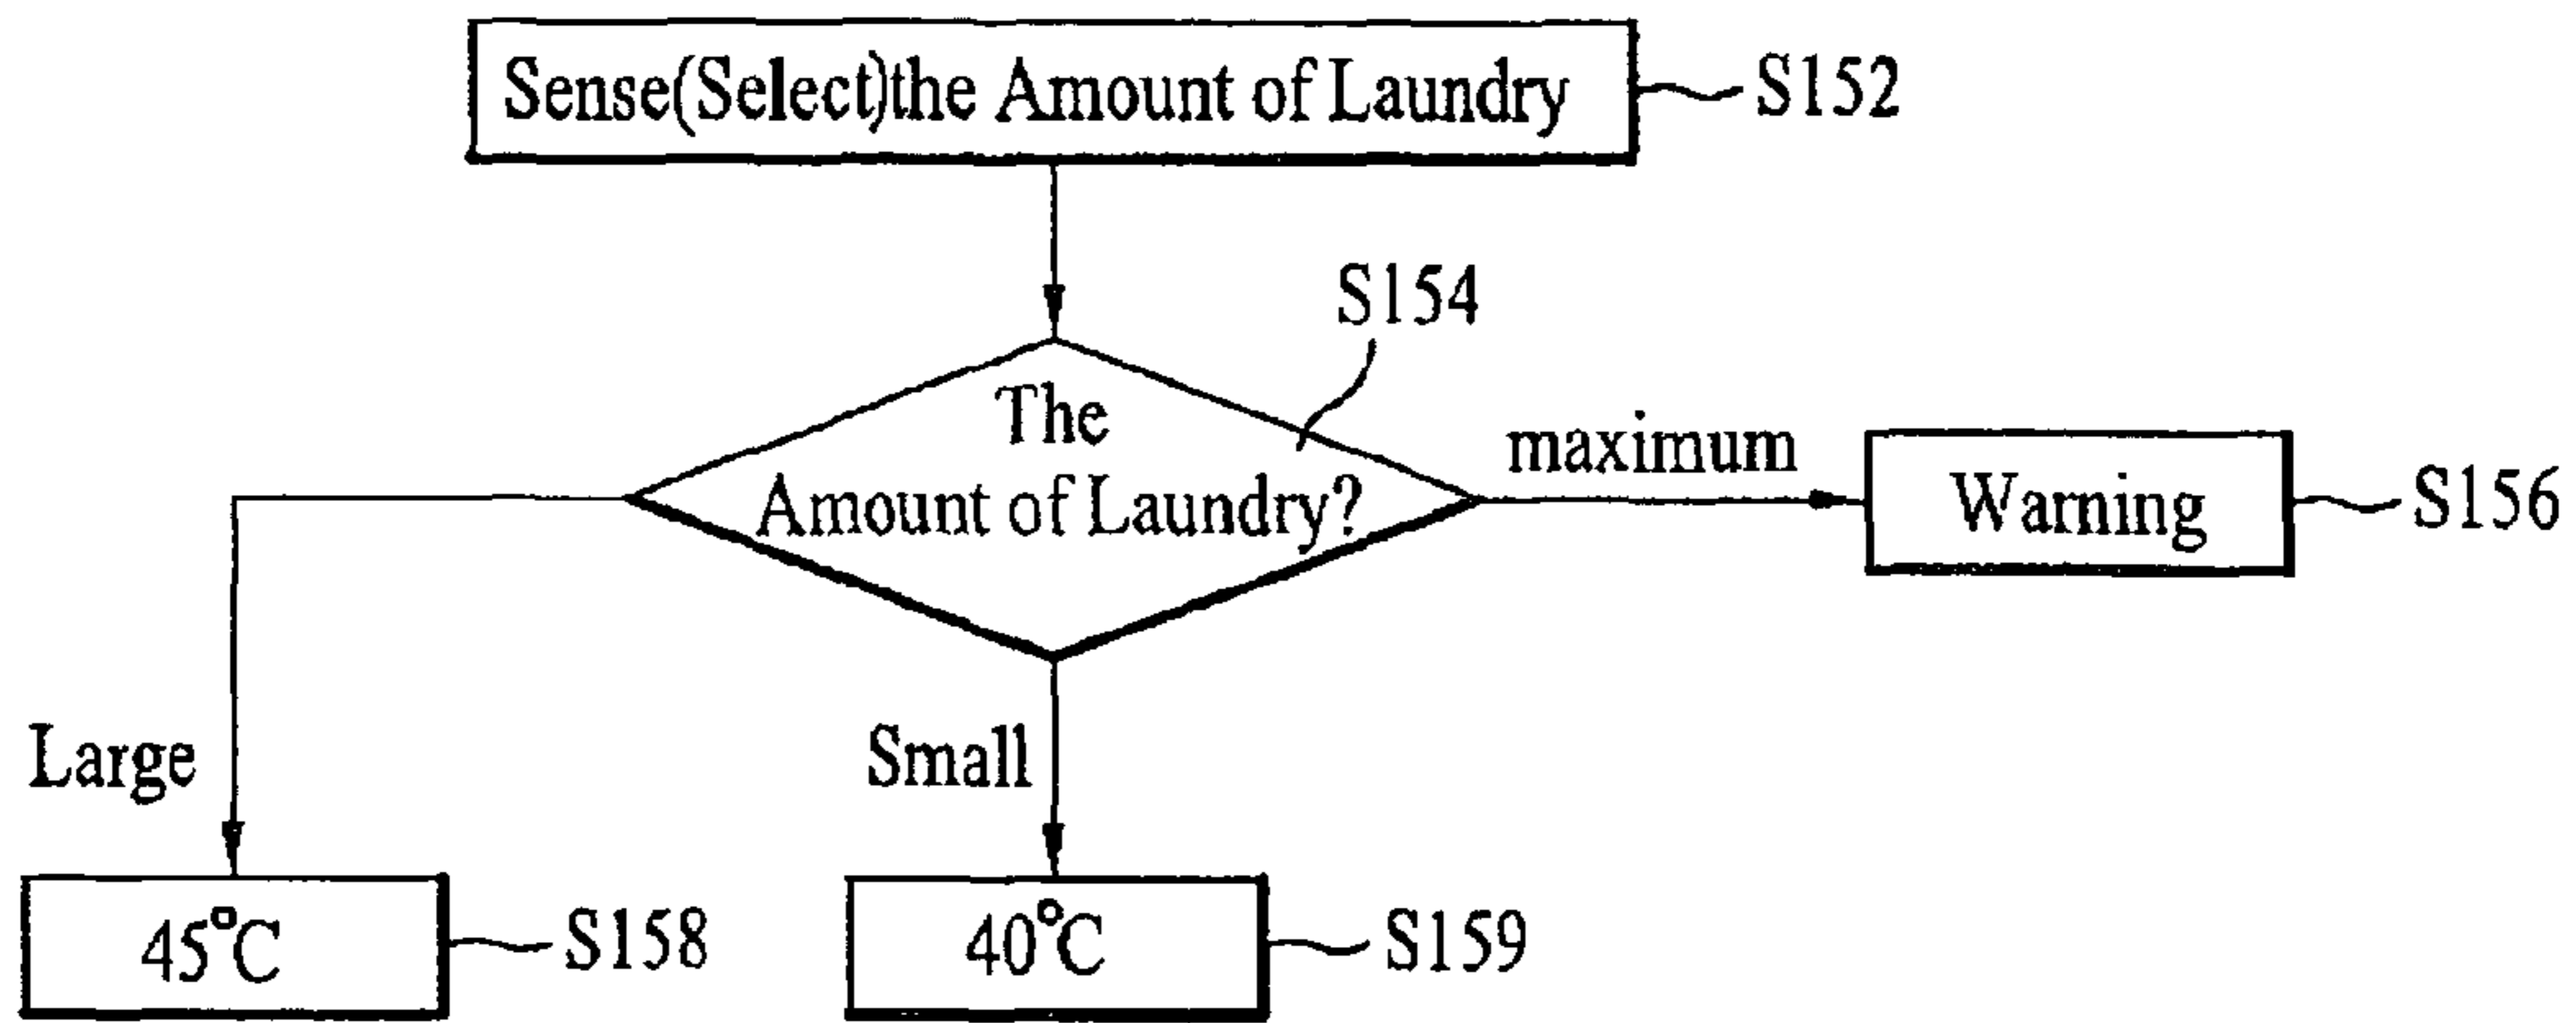 Sense(Select)the Amount of Laundry
S152
S154
The
Amount of Laundry?
maximum
Warning
S156
Large
Small
45°C
S158
40°C
S159